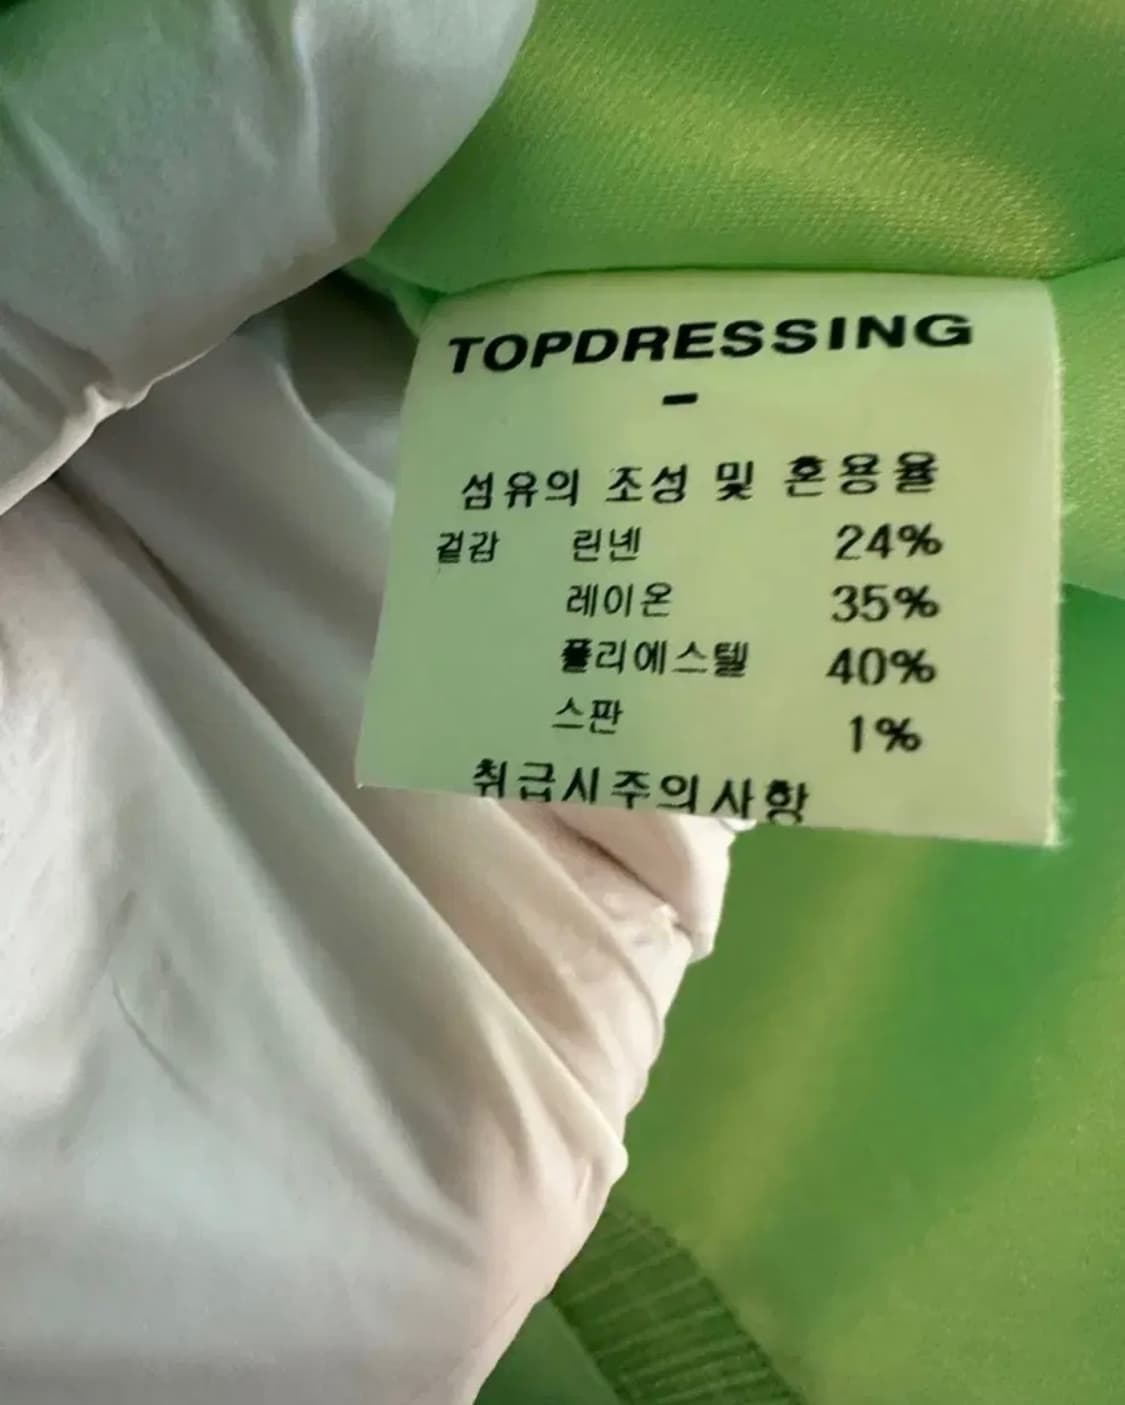 TOPDRESSING
-
섬유의 조성 및 혼용율
겉감 린넨 24%
레이온 35%
폴리에스텔 40%
스판 1%
취급시주의사항